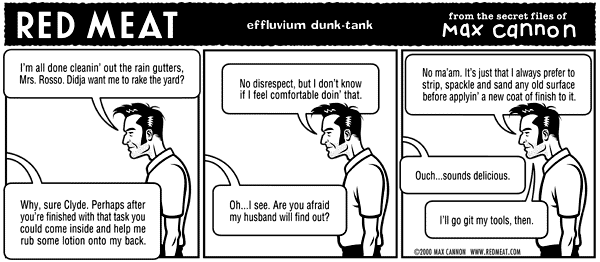 RED MEAT
effluvium dunk-tank
from the secret files of
max cannon
I'm all done cleanin' out the rain gutters,
Mrs. Rosso. Didja want me to rake the yard?
Why, sure Clyde. Perhaps after
you're finished with that task you
could come inside and help me
rub some lotion onto my back.
No disrespect, but I don't know
if I feel comfortable doin' that.
Oh...I see. Are you afraid
my husband will find out?
No ma'am. It's just that I always prefer to
strip, spackle and sand any old surface
before applyin' a new coat of finish to it.
Ouch...sounds delicious.
I'll go git my tools, then.
©2000 MAX CANNON WWW.REDMEAT.COM